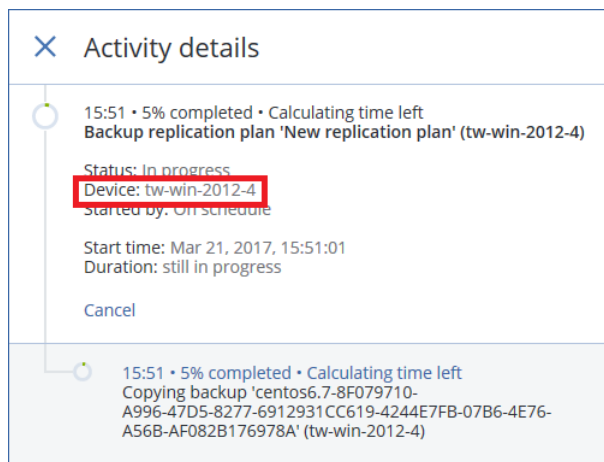 Activity details
15:51 • 5% completed • Calculating time left
Backup replication plan 'New replication plan' (tw-win-2012-4)
Status: In progress
Device: tw-win-2012-4
Started by: On schedule
Start time: Mar 21, 2017, 15:51:01
Duration: still in progress
Cancel
15:51 • 5% completed • Calculating time left
Copying backup 'centos6.7-8F079710-
A996-47D5-8277-6912931CC619-4244E7FB-07B6-4E76-
A56B-AF082B176978A' (tw-win-2012-4)